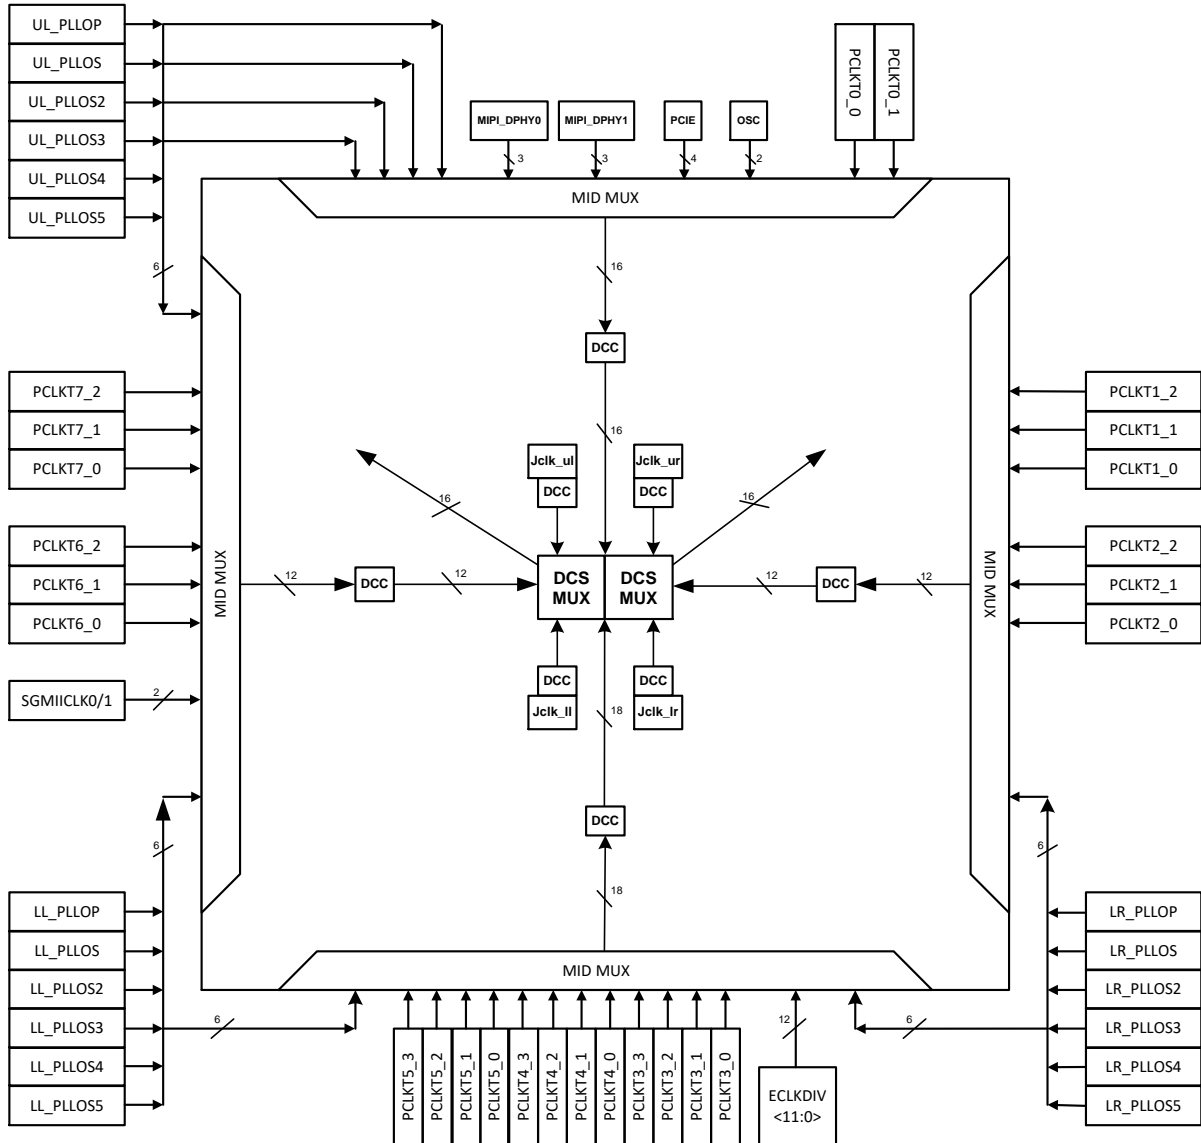 UL_PLLOP
UL_PLLOS
UL_PLLOS2
UL_PLLOS3
UL_PLLOS4
UL_PLLOS5
6
MIPI_DPHY0
3
MIPI_DPHY1
3
PCIE
4
OSC
2
PCLKT0_0
PCLKT0_1
MID MUX
16
DCC
16
PCLKT7_2
PCLKT7_1
PCLKT7_0
PCLKT6_2
PCLKT6_1
PCLKT6_0
SGMIICLK0/1
2
MID MUX
12
DCC
12
16
Jclk_ul
DCC
Jclk_ur
DCC
16
DCS
MUX
DCS
MUX
12
DCC
12
MID MUX
PCLKT1_2
PCLKT1_1
PCLKT1_0
PCLKT2_2
PCLKT2_1
PCLKT2_0
DCC
Jclk_ll
DCC
Jclk_lr
18
DCC
18
MID MUX
6
LL_PLLOP
LL_PLLOS
LL_PLLOS2
LL_PLLOS3
LL_PLLOS4
LL_PLLOS5
6
PCLKT5_3
PCLKT5_2
PCLKT5_1
PCLKT5_0
PCLKT4_3
PCLKT4_2
PCLKT4_1
PCLKT4_0
PCLKT3_3
PCLKT3_2
PCLKT3_1
PCLKT3_0
12
ECLKDIV
<11:0>
6
6
LR_PLLOP
LR_PLLOS
LR_PLLOS2
LR_PLLOS3
LR_PLLOS4
LR_PLLOS5